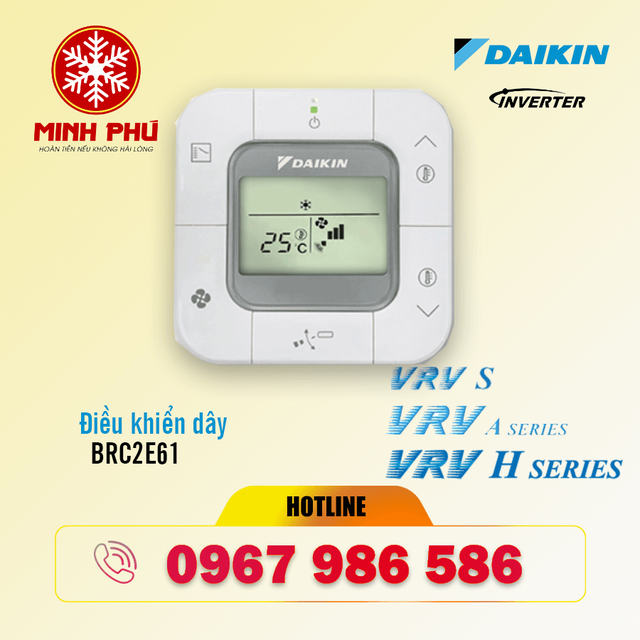 MINH PHÚ
HOÀN TIỀN NẾU KHÔNG HÀI LÒNG
DAIKIN
INVERTER
DAIKIN
25°C
Điều khiển dây
BRC2E61
VRV S
VRV A SERIES
VRV H SERIES
HOTLINE
0967 986 586